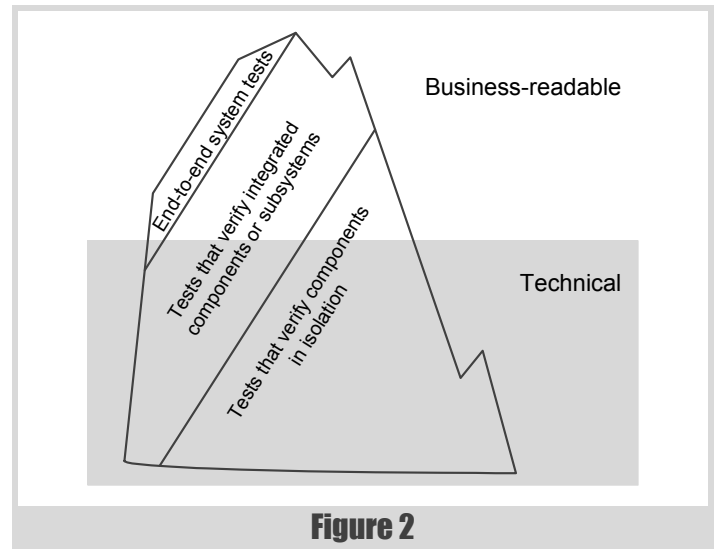 Business-readable
End-to-end system tests
Tests that verify integrated
components or subsystems
Technical
Tests that verify components
in isolation
Figure 2